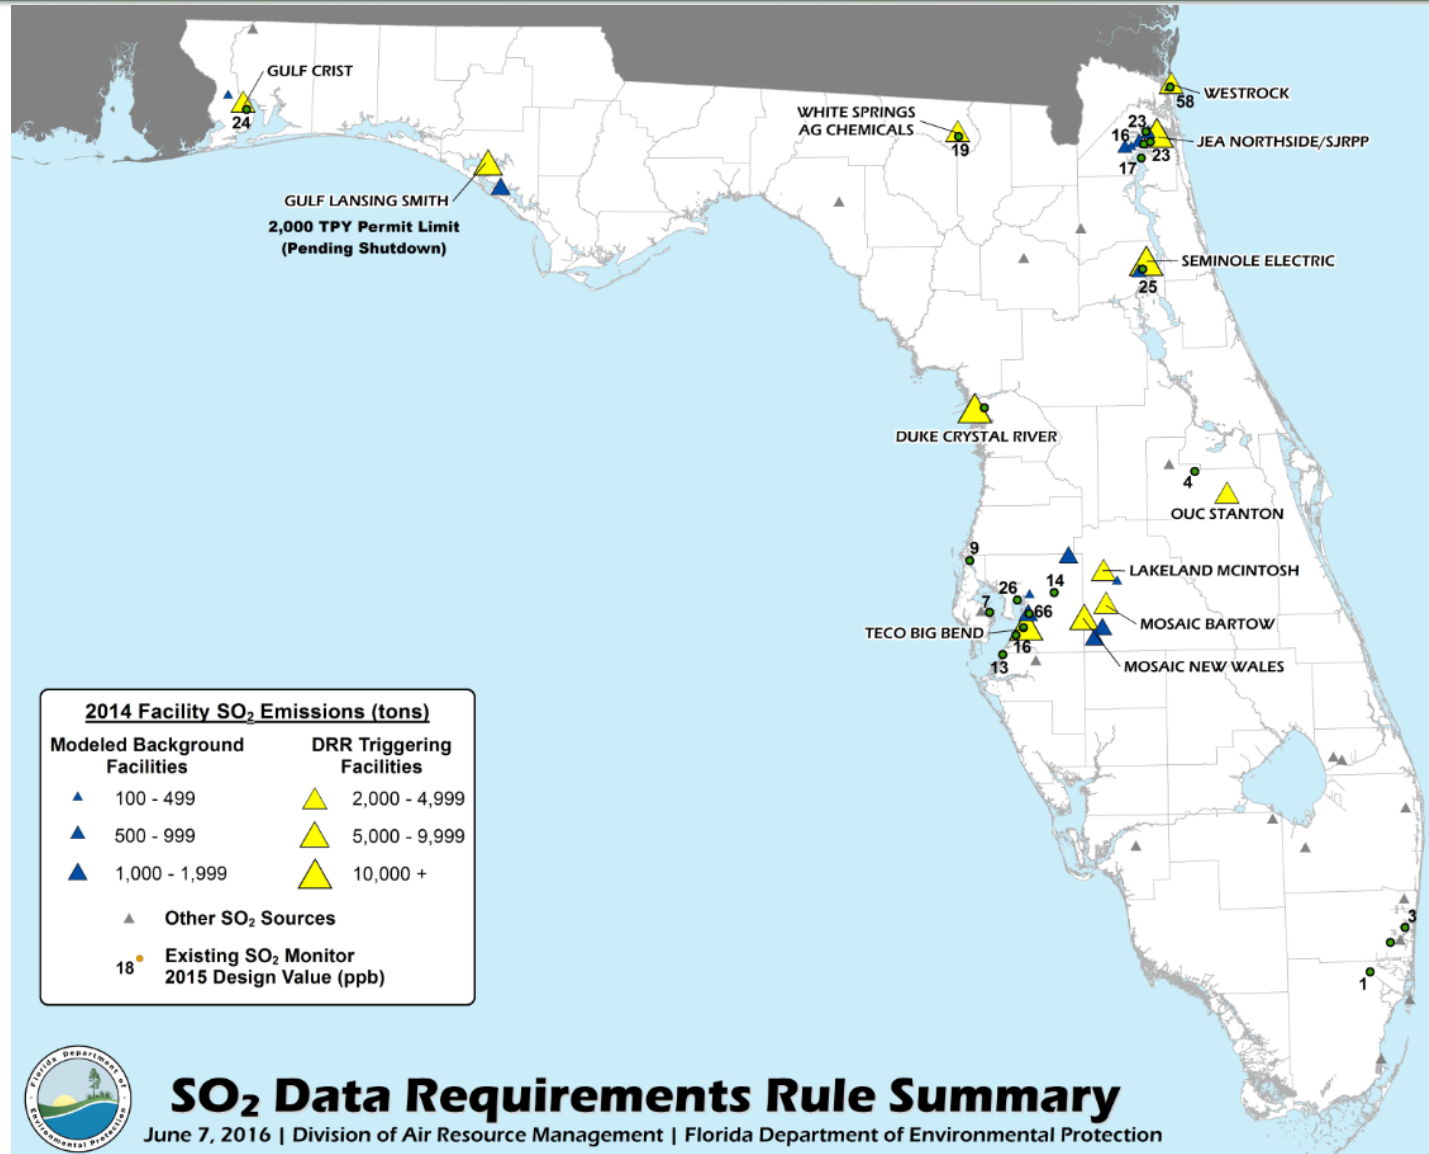 GULF CRIST
24
WESTROCK
58
WHITE SPRINGS
AG CHEMICALS
19
23
16
JEA NORTHSIDE/SJRPP
23
17
GULF LANSING SMITH
2,000 TPY Permit Limit
(Pending Shutdown)
SEMINOLE ELECTRIC
25
DUKE CRYSTAL RIVER
4
OUC STANTON
9
LAKELAND MCINTOSH
26
14
7
66
MOSAIC BARTOW
TECO BIG BEND
16
13
MOSAIC NEW WALES
2014 Facility SO₂ Emissions (tons)
Modeled Background
Facilities
DRR Triggering
Facilities
100 - 499
2,000 - 4,999
500 - 999
5,000 - 9,999
1,000 - 1,999
10,000 +
Other SO₂ Sources
18
Existing SO₂ Monitor
2015 Design Value (ppb)
3
1
Florida Department of
Environmental Protection
SO₂ Data Requirements Rule Summary
June 7, 2016 | Division of Air Resource Management | Florida Department of Environmental Protection